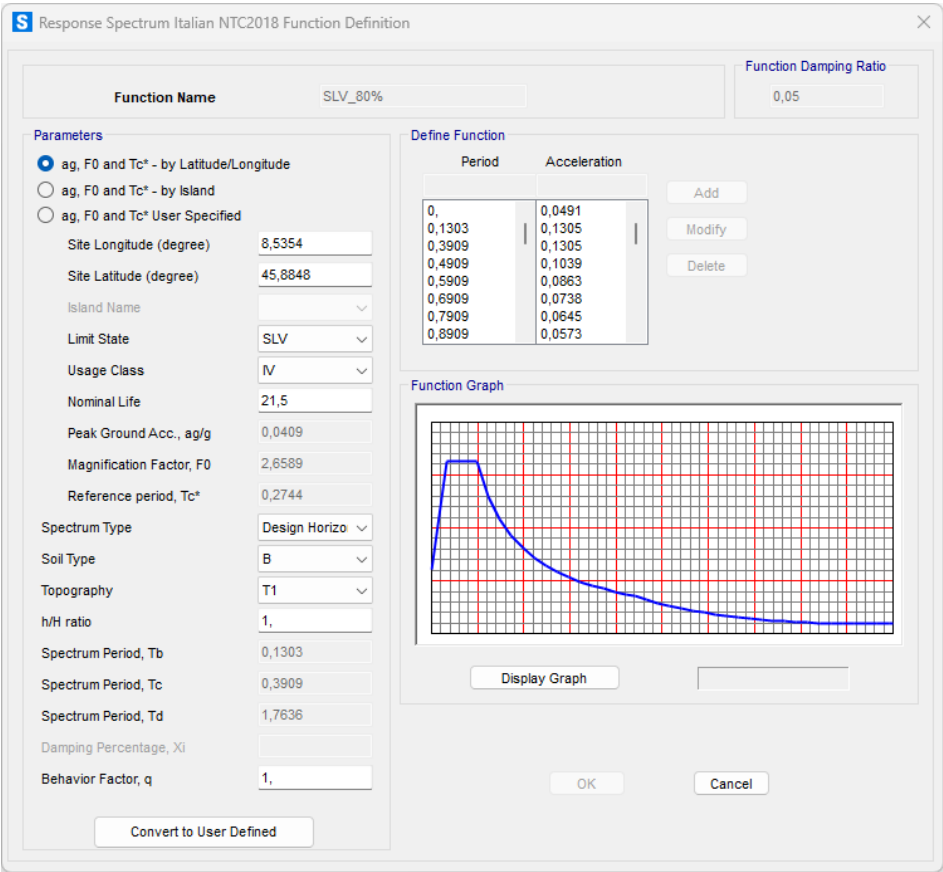 S Response Spectrum Italian NTC2018 Function Definition
Function Name SLV_80%
Function Damping Ratio
0,05
Parameters
ag, F0 and Tc* - by Latitude/Longitude
ag, F0 and Tc* - by Island
ag, F0 and Tc* User Specified
Site Longitude (degree) 8,5354
Site Latitude (degree) 45,8848
Island Name
Limit State SLV
Usage Class IV
Nominal Life 21,5
Peak Ground Acc., ag/g 0,0409
Magnification Factor, F0 2,6589
Reference period, Tc* 0,2744
Spectrum Type Design Horizo
Soil Type B
Topography T1
h/H ratio 1,
Spectrum Period, Tb 0,1303
Spectrum Period, Tc 0,3909
Spectrum Period, Td 1,7636
Damping Percentage, Xi
Behavior Factor, q 1,
Convert to User Defined
Define Function
Period Acceleration
0, 0,0491
0,1303 0,1305
0,3909 0,1305
0,4909 0,1039
0,5909 0,0863
0,6909 0,0738
0,7909 0,0645
0,8909 0,0573
Add
Modify
Delete
Function Graph
Display Graph
OK Cancel